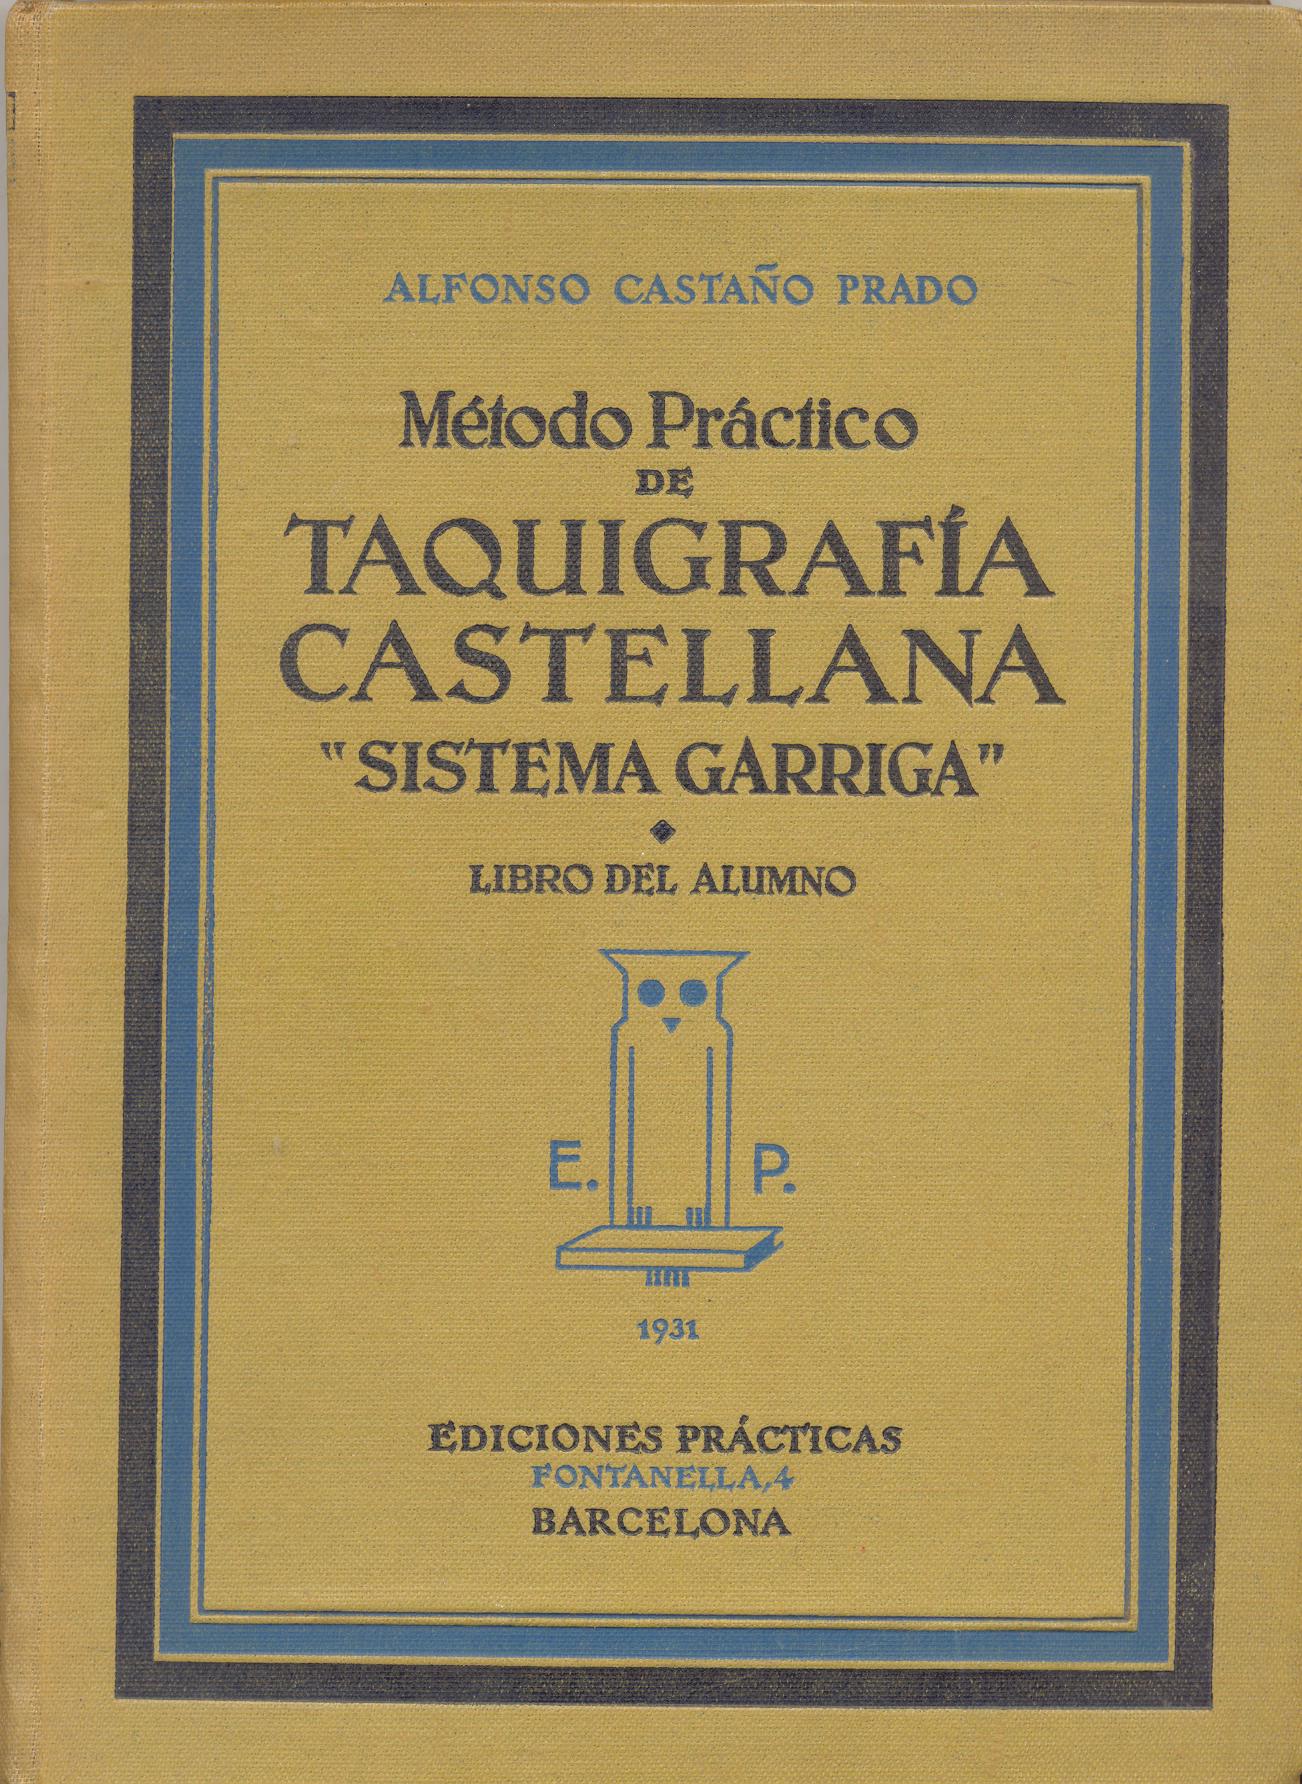 ALFONSO CASTAÑO PRADO
Método Práctico
DE
TAQUIGRAFÍA
CASTELLANA
"SISTEMA GARRIGA"
LIBRO DEL ALUMNO
E. P.
1931
EDICIONES PRÁCTICAS
FONTANELLA, 4
BARCELONA